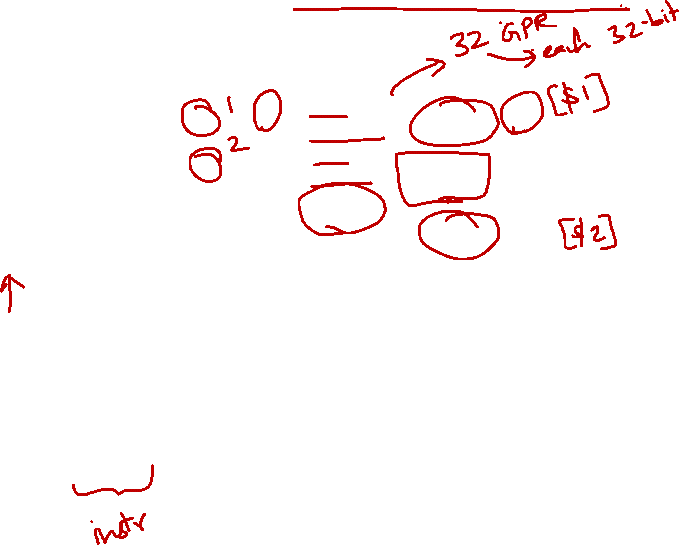 32 GPR
each 32-bit
1
[$1]
2
[$2]
instr